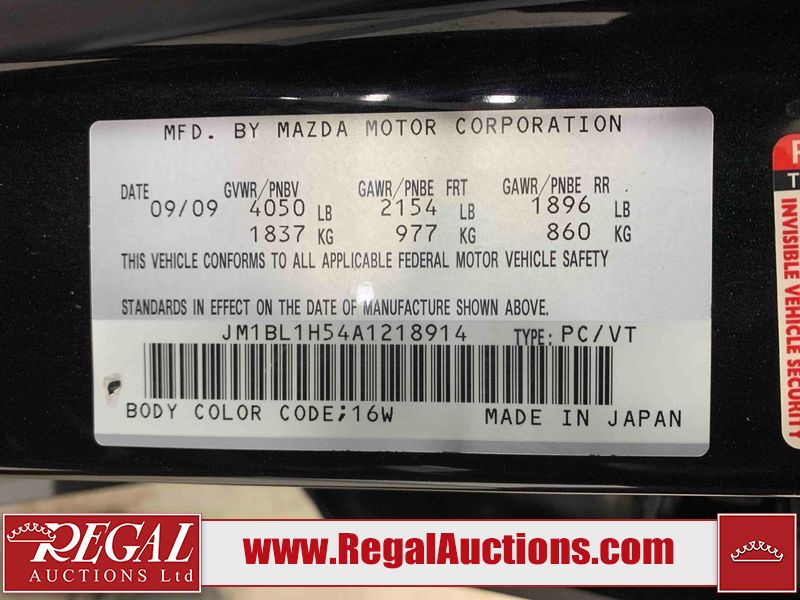 MFD. BY MAZDA MOTOR CORPORATION
DATE GVWR/PNBV GAWR/PNBE FRT GAWR/PNBE RR
09/09 4050 LB 2154 LB 1896 LB
1837 KG 977 KG 860 KG
THIS VEHICLE CONFORMS TO ALL APPLICABLE FEDERAL MOTOR VEHICLE SAFETY
STANDARDS IN EFFECT ON THE DATE OF MANUFACTURE SHOWN ABOVE.
JM1BL1H54A1218914 TYPE: PC/VT
BODY COLOR CODE;16W MADE IN JAPAN
INVISIBLE VEHICLE SECURITY
REGAL
AUCTIONS Ltd
www.RegalAuctions.com